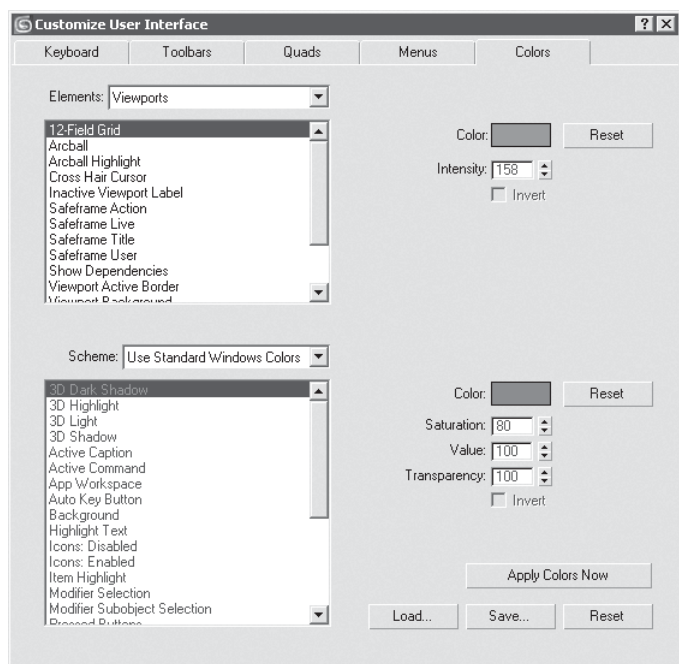 Customize User Interface
Keyboard Toolbars Quads Menus Colors
Elements: Viewports
12-Field Grid
Arcball
Arcball Highlight
Cross Hair Cursor
Inactive Viewport Label
Safeframe Action
Safeframe Live
Safeframe Title
Safeframe User
Show Dependencies
Viewport Active Border
Viewport Background
Color: Reset
Intensity: 158
Invert
Scheme: Use Standard Windows Colors
3D Dark Shadow
3D Highlight
3D Light
3D Shadow
Active Caption
Active Command
App Workspace
Auto Key Button
Background
Highlight Text
Icons: Disabled
Icons: Enabled
Item Highlight
Modifier Selection
Modifier Subobject Selection
Pressed Buttons
Color: Reset
Saturation: 80
Value: 100
Transparency: 100
Invert
Apply Colors Now
Load... Save... Reset